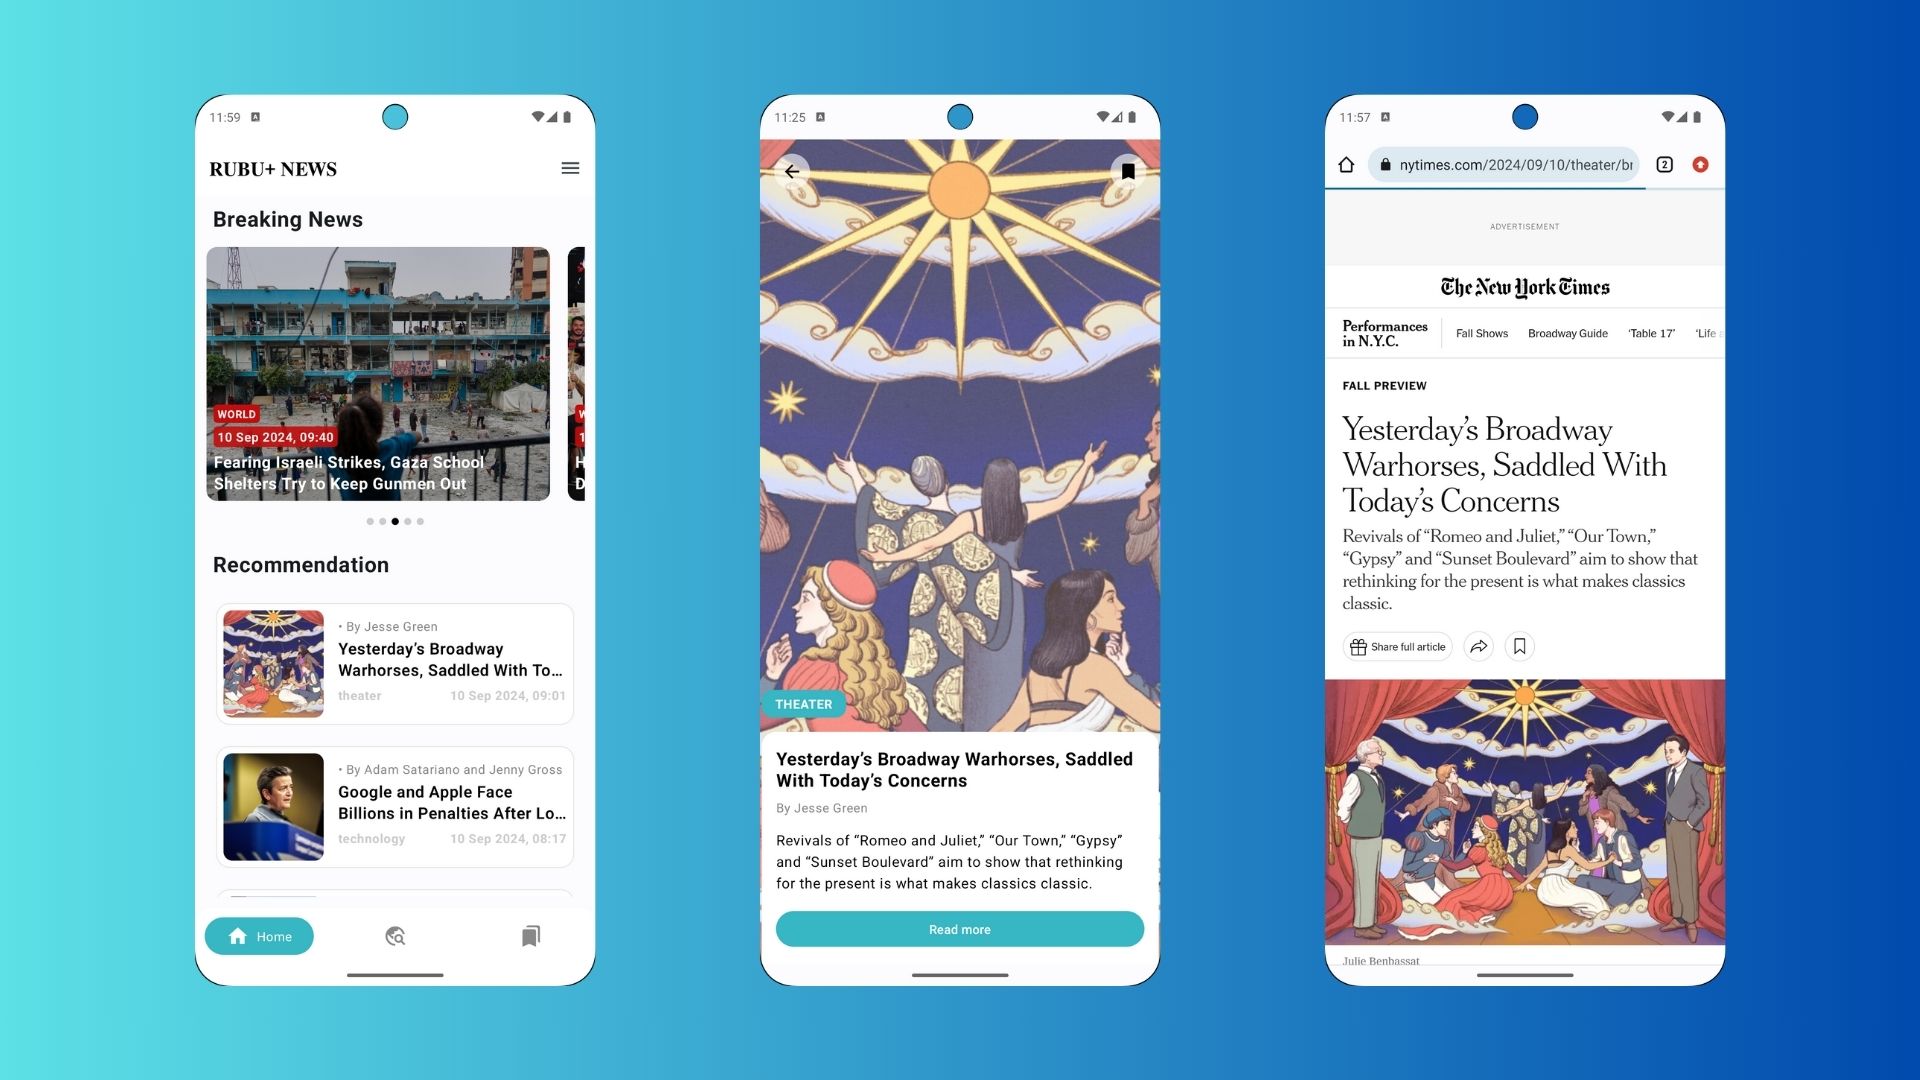 11:59
RUBU+ NEWS
Breaking News
WORLD
10 Sep 2024, 09:40
Fearing Israeli Strikes, Gaza School
Shelters Try to Keep Gunmen Out
Recommendation
• By Jesse Green
Yesterday’s Broadway
Warhorses, Saddled With To…
theater 10 Sep 2024, 09:01
• By Adam Satariano and Jenny Gross
Google and Apple Face
Billions in Penalties After Lo…
technology 10 Sep 2024, 08:17
Home
11:25
THEATER
Yesterday’s Broadway Warhorses, Saddled
With Today’s Concerns
By Jesse Green
Revivals of “Romeo and Juliet,” “Our Town,” “Gypsy”
and “Sunset Boulevard” aim to show that rethinking
for the present is what makes classics classic.
Read more
11:57
nytimes.com/2024/09/10/theater/br
2
ADVERTISEMENT
The New York Times
Performances
in N.Y.C.
Fall Shows Broadway Guide ‘Table 17’ ‘Life
FALL PREVIEW
Yesterday’s Broadway
Warhorses, Saddled With
Today’s Concerns
Revivals of “Romeo and Juliet,” “Our Town,”
“Gypsy” and “Sunset Boulevard” aim to show that
rethinking for the present is what makes classics
classic.
Share full article
Julie Benbassat